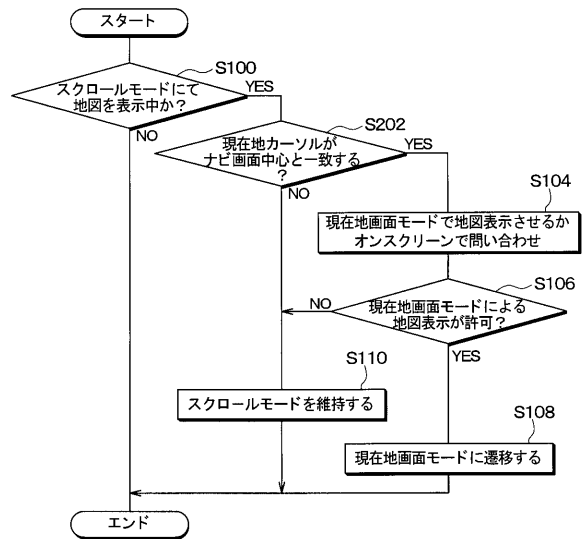 スタート
S100
スクロールモードにて
地図を表示中か？
YES
NO
S202
現在地カーソルが
ナビ画面中心と一致する
？
YES
NO
S104
現在地画面モードで地図表示させるか
オンスクリーンで問い合わせ
S106
現在地画面モードによる
地図表示が許可？
NO
YES
S110
スクロールモードを維持する
S108
現在地画面モードに遷移する
エンド